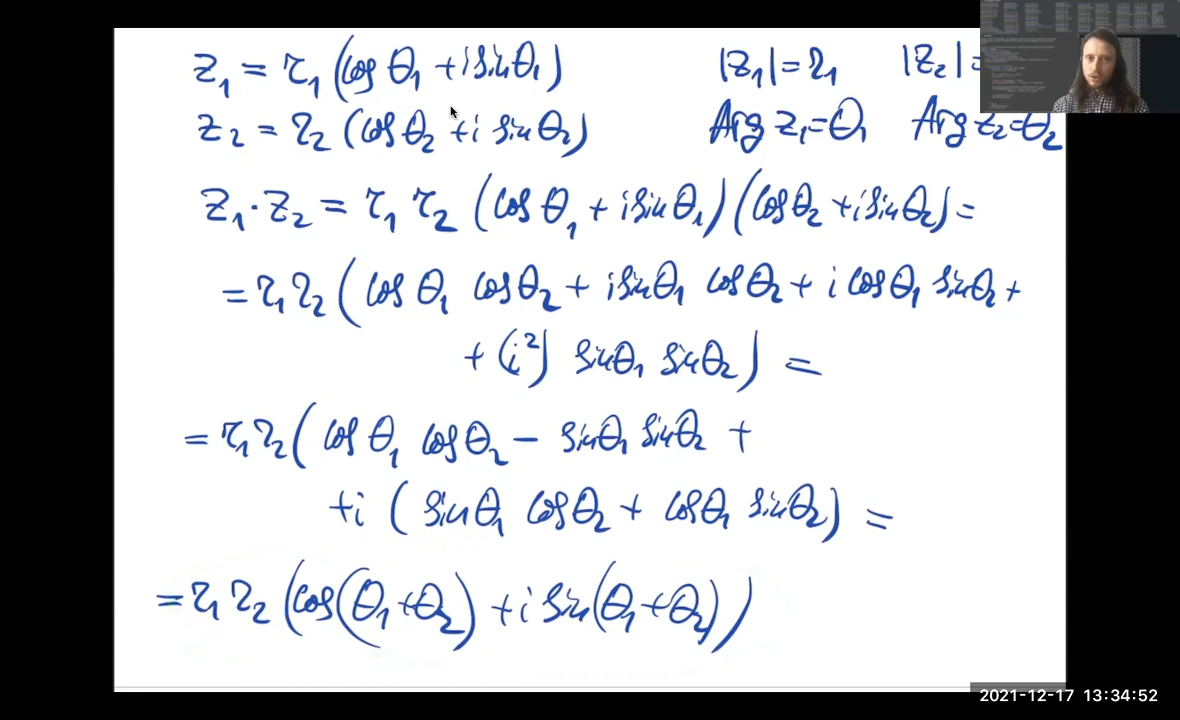 z₁ = r₁ (cos θ₁ + i sin θ₁) |z₁| = r₁ |z₂| =
z₂ = r₂ (cos θ₂ + i sin θ₂) Arg z₁ = θ₁ Arg z₂ = θ₂
z₁ · z₂ = r₁ r₂ (cos θ₁ + i sin θ₁) (cos θ₂ + i sin θ₂) =
= r₁ r₂ ( cos θ₁ cos θ₂ + i sin θ₁ cos θ₂ + i cos θ₁ sin θ₂ +
+ (i²) sin θ₁ sin θ₂ ) =
= r₁ r₂ ( cos θ₁ cos θ₂ − sin θ₁ sin θ₂ +
+ i ( sin θ₁ cos θ₂ + cos θ₁ sin θ₂ ) =
= r₁ r₂ (cos(θ₁ + θ₂) + i sin(θ₁ + θ₂))
2021-12-17 13:34:52